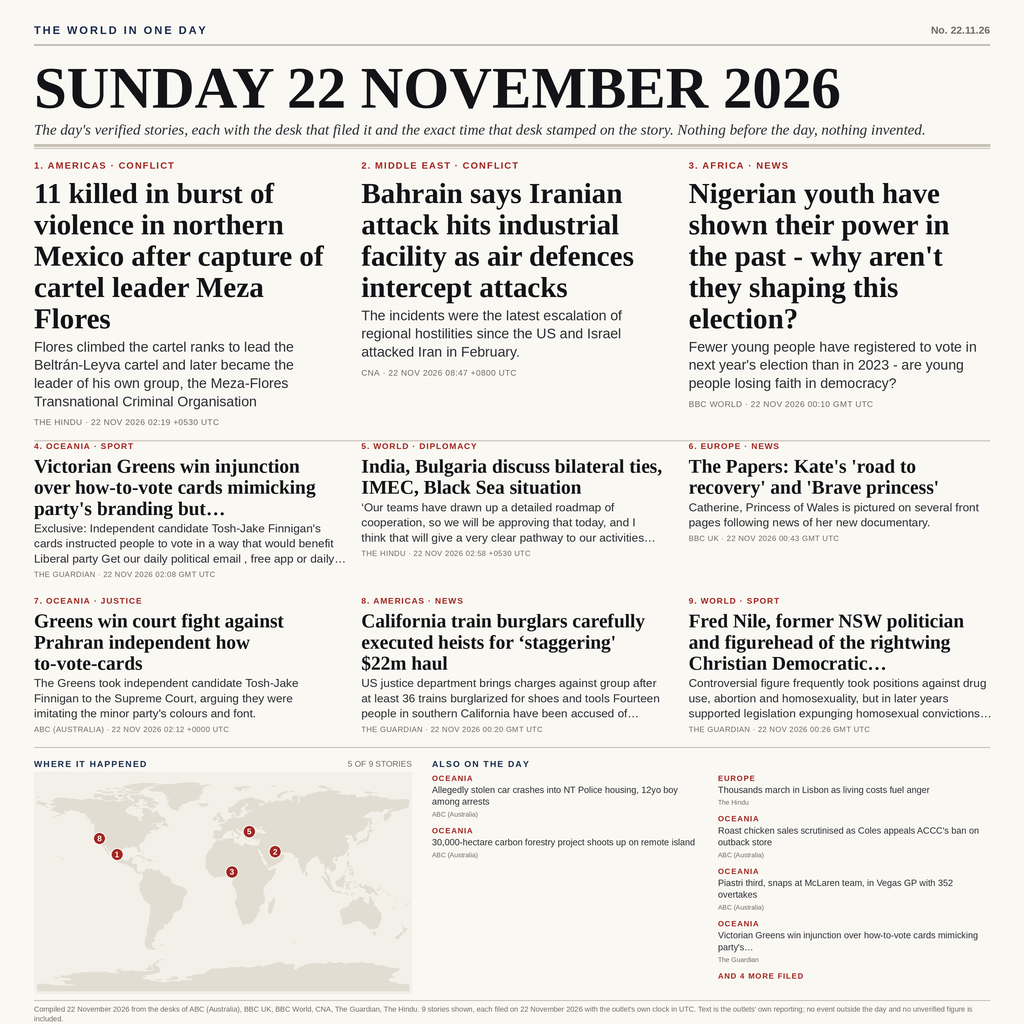 THE WORLD IN ONE DAY
No. 22.11.26
SUNDAY 22 NOVEMBER 2026
The day's verified stories, each with the desk that filed it and the exact time that desk stamped on the story. Nothing before the day, nothing invented.
1. AMERICAS · CONFLICT
11 killed in burst of
violence in northern
Mexico after capture of
cartel leader Meza
Flores
Flores climbed the cartel ranks to lead the
Beltrán-Leyva cartel and later became the
leader of his own group, the Meza-Flores
Transnational Criminal Organisation
THE HINDU · 22 NOV 2026 02:19 +0530 UTC
2. MIDDLE EAST · CONFLICT
Bahrain says Iranian
attack hits industrial
facility as air defences
intercept attacks
The incidents were the latest escalation of
regional hostilities since the US and Israel
attacked Iran in February.
CNA · 22 NOV 2026 08:47 +0800 UTC
3. AFRICA · NEWS
Nigerian youth have
shown their power in
the past - why aren't
they shaping this
election?
Fewer young people have registered to vote in
next year's election than in 2023 - are young
people losing faith in democracy?
BBC WORLD · 22 NOV 2026 00:10 GMT UTC
4. OCEANIA · SPORT
Victorian Greens win injunction
over how-to-vote cards mimicking
party's branding but…
Exclusive: Independent candidate Tosh-Jake Finnigan's
cards instructed people to vote in a way that would benefit
Liberal party Get our daily political email , free app or daily…
THE GUARDIAN · 22 NOV 2026 02:08 GMT UTC
5. WORLD · DIPLOMACY
India, Bulgaria discuss bilateral ties,
IMEC, Black Sea situation
‘Our teams have drawn up a detailed roadmap of
cooperation, so we will be approving that today, and I
think that will give a very clear pathway to our activities…
THE HINDU · 22 NOV 2026 02:58 +0530 UTC
6. EUROPE · NEWS
The Papers: Kate's 'road to
recovery' and 'Brave princess'
Catherine, Princess of Wales is pictured on several front
pages following news of her new documentary.
BBC UK · 22 NOV 2026 00:43 GMT UTC
7. OCEANIA · JUSTICE
Greens win court fight against
Prahran independent how
to-vote-cards
The Greens took independent candidate Tosh-Jake
Finnigan to the Supreme Court, arguing they were
imitating the minor party's colours and font.
ABC (AUSTRALIA) · 22 NOV 2026 02:12 +0000 UTC
8. AMERICAS · NEWS
California train burglars carefully
executed heists for ‘staggering'
$22m haul
US justice department brings charges against group after
at least 36 trains burglarized for shoes and tools Fourteen
people in southern California have been accused of…
THE GUARDIAN · 22 NOV 2026 00:20 GMT UTC
9. WORLD · SPORT
Fred Nile, former NSW politician
and figurehead of the rightwing
Christian Democratic…
Controversial figure frequently took positions against drug
use, abortion and homosexuality, but in later years
supported legislation expunging homosexual convictions…
THE GUARDIAN · 22 NOV 2026 00:26 GMT UTC
WHERE IT HAPPENED
5 OF 9 STORIES
8
1
5
2
3
ALSO ON THE DAY
OCEANIA
Allegedly stolen car crashes into NT Police housing, 12yo boy
among arrests
ABC (Australia)
OCEANIA
30,000-hectare carbon forestry project shoots up on remote island
ABC (Australia)
EUROPE
Thousands march in Lisbon as living costs fuel anger
The Hindu
OCEANIA
Roast chicken sales scrutinised as Coles appeals ACCC's ban on
outback store
ABC (Australia)
OCEANIA
Piastri third, snaps at McLaren team, in Vegas GP with 352
overtakes
ABC (Australia)
OCEANIA
Victorian Greens win injunction over how-to-vote cards mimicking
party's…
The Guardian
AND 4 MORE FILED
Compiled 22 November 2026 from the desks of ABC (Australia), BBC UK, BBC World, CNA, The Guardian, The Hindu. 9 stories shown, each filed on 22 November 2026 with the outlet's own clock in UTC. Text is the outlets' own reporting; no event outside the day and no unverified figure is
included.